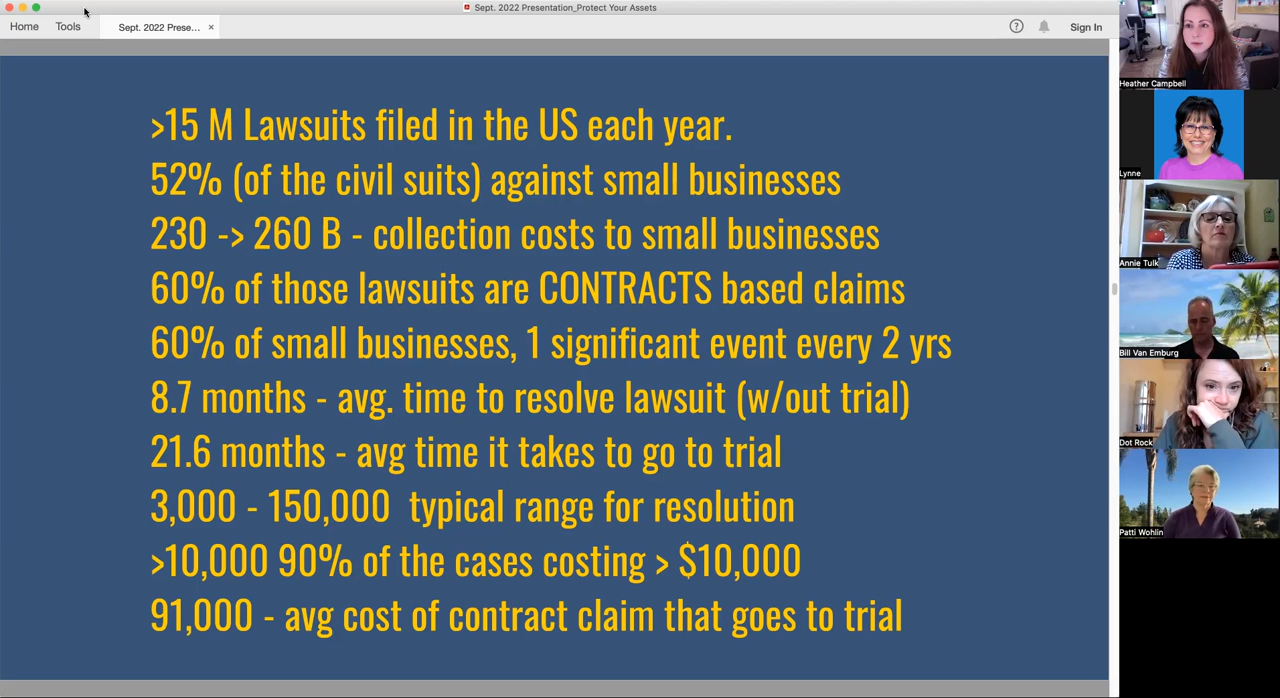 Sept. 2022 Presentation_Protect Your Assets
Home Tools Sept. 2022 Prese... × ? Sign In
>15 M Lawsuits filed in the US each year.
52% (of the civil suits) against small businesses
230 -> 260 B - collection costs to small businesses
60% of those lawsuits are CONTRACTS based claims
60% of small businesses, 1 significant event every 2 yrs
8.7 months - avg. time to resolve lawsuit (w/out trial)
21.6 months - avg time it takes to go to trial
3,000 - 150,000 typical range for resolution
>10,000 90% of the cases costing > $10,000
91,000 - avg cost of contract claim that goes to trial
Heather Campbell
Lynne
Annie Tulk
Bill Van Emburg
Dot Rock
Patti Wohlin